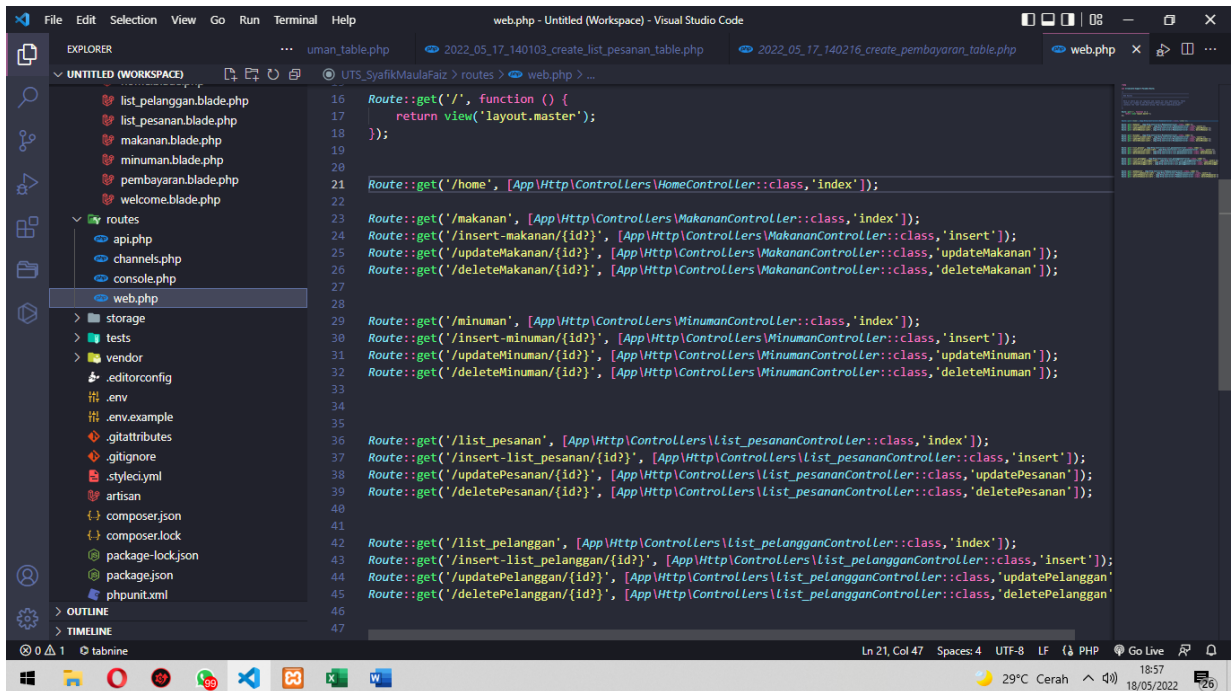 File Edit Selection View Go Run Terminal Help web.php - Untitled (Workspace) - Visual Studio Code
EXPLORER ··· uman_table.php 2022_05_17_140103_create_list_pesanan_table.php 2022_05_17_140216_create_pembayaran_table.php web.php
UNTITLED (WORKSPACE) UTS_SyafikMaulaFaiz > routes > web.php > ...
list_pelanggan.blade.php
list_pesanan.blade.php
makanan.blade.php
minuman.blade.php
pembayaran.blade.php
welcome.blade.php
routes
api.php
channels.php
console.php
web.php
storage
tests
vendor
.editorconfig
.env
.env.example
.gitattributes
.gitignore
.styleci.yml
artisan
composer.json
composer.lock
package-lock.json
package.json
phpunit.xml
OUTLINE
TIMELINE
16 Route::get('/', function () {
17 return view('layout.master');
18 });
19
20
21 Route::get('/home', [App\Http\Controllers\HomeController::class,'index']);
22
23 Route::get('/makanan', [App\Http\Controllers\MakananController::class,'index']);
24 Route::get('/insert-makanan/{id?}', [App\Http\Controllers\MakananController::class,'insert']);
25 Route::get('/updateMakanan/{id?}', [App\Http\Controllers\MakananController::class,'updateMakanan']);
26 Route::get('/deleteMakanan/{id?}', [App\Http\Controllers\MakananController::class,'deleteMakanan']);
27
28
29 Route::get('/minuman', [App\Http\Controllers\MinumanController::class,'index']);
30 Route::get('/insert-minuman/{id?}', [App\Http\Controllers\MinumanController::class,'insert']);
31 Route::get('/updateMinuman/{id?}', [App\Http\Controllers\MinumanController::class,'updateMinuman']);
32 Route::get('/deleteMinuman/{id?}', [App\Http\Controllers\MinumanController::class,'deleteMinuman']);
33
34
35
36 Route::get('/list_pesanan', [App\Http\Controllers\list_pesananController::class,'index']);
37 Route::get('/insert-list_pesanan/{id?}', [App\Http\Controllers\list_pesananController::class,'insert']);
38 Route::get('/updatePesanan/{id?}', [App\Http\Controllers\list_pesananController::class,'updatePesanan']);
39 Route::get('/deletePesanan/{id?}', [App\Http\Controllers\list_pesananController::class,'deletePesanan']);
40
41
42 Route::get('/list_pelanggan', [App\Http\Controllers\list_pelangganController::class,'index']);
43 Route::get('/insert-list_pelanggan/{id?}', [App\Http\Controllers\list_pelangganController::class,'insert']);
44 Route::get('/updatePelanggan/{id?}', [App\Http\Controllers\list_pelangganController::class,'updatePelanggan'
45 Route::get('/deletePelanggan/{id?}', [App\Http\Controllers\list_pelangganController::class,'deletePelanggan'
46
47
0 1 tabnine Ln 21, Col 47 Spaces: 4 UTF-8 LF PHP Go Live
99 29°C Cerah 18:57
18/05/2022 26